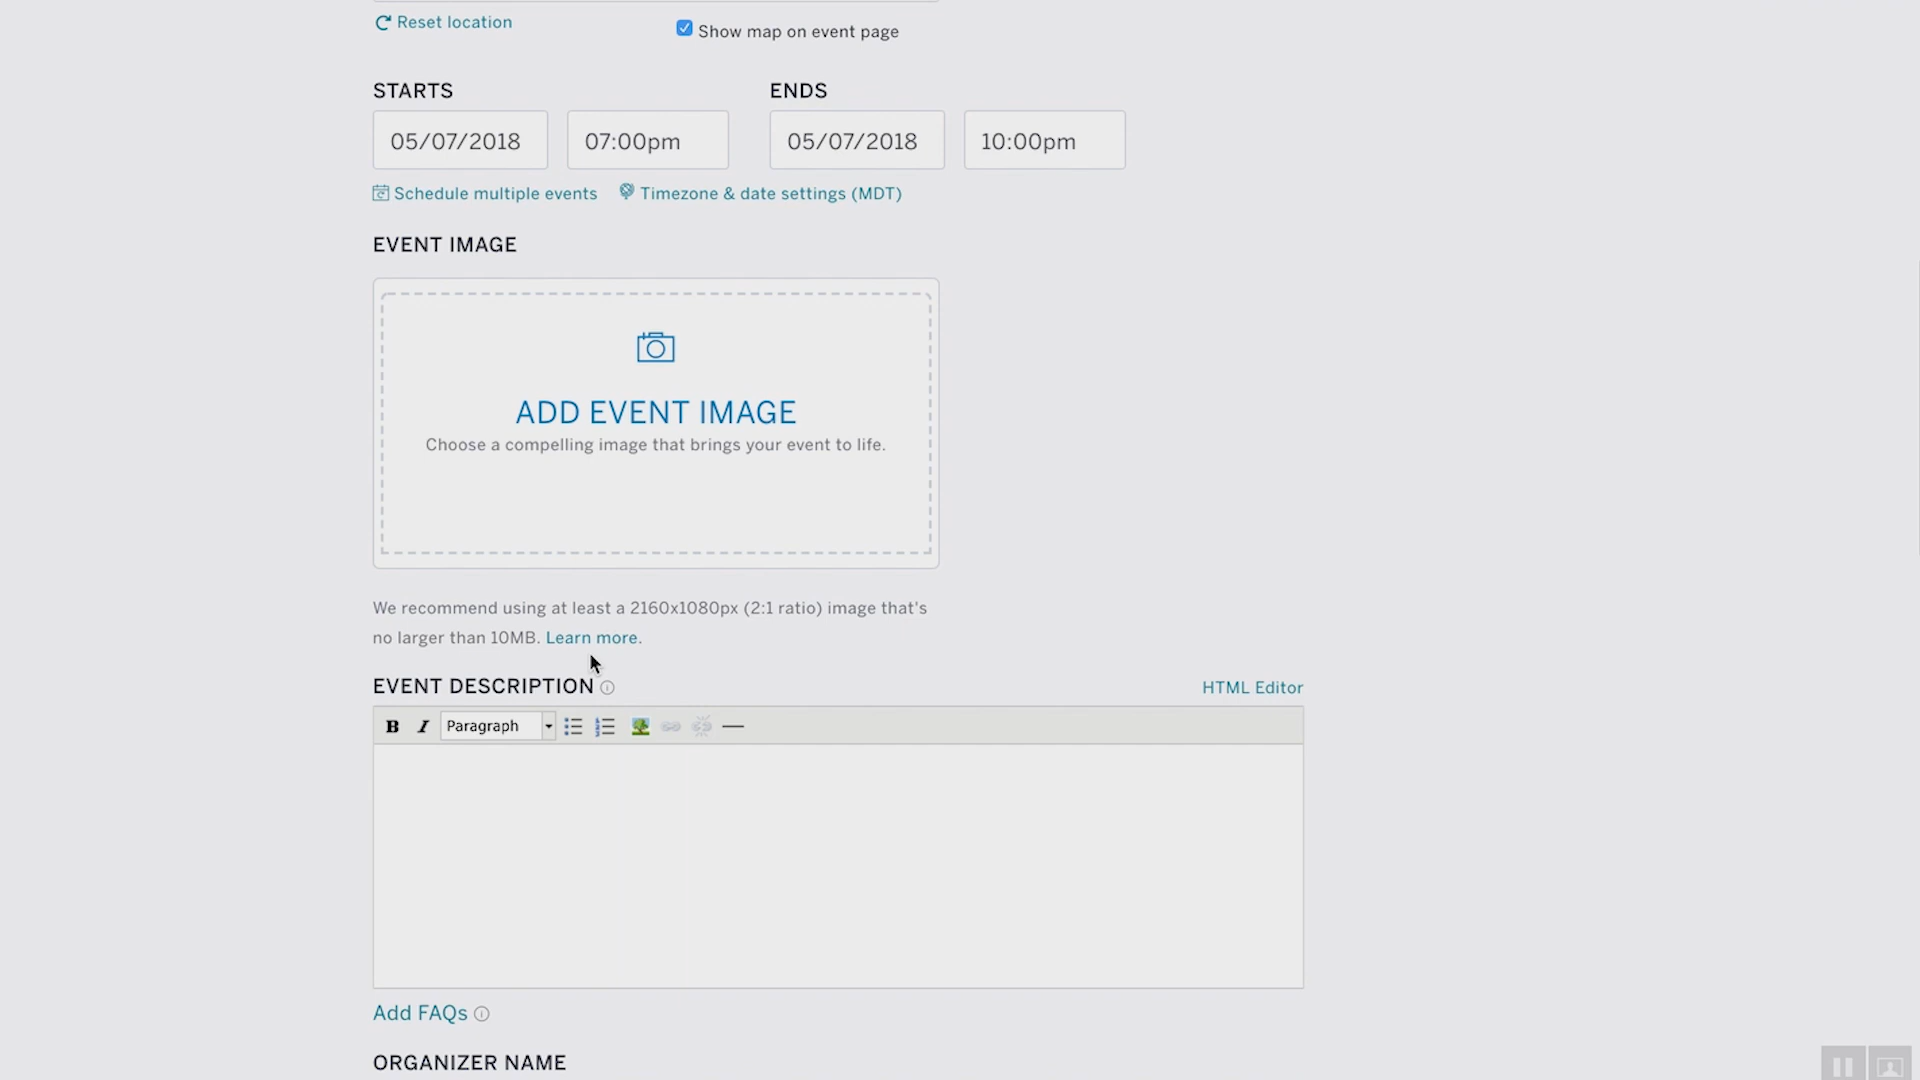 Reset location
Show map on event page
STARTS ENDS
05/07/2018 07:00pm 05/07/2018 10:00pm
Schedule multiple events Timezone & date settings (MDT)
EVENT IMAGE
ADD EVENT IMAGE
Choose a compelling image that brings your event to life.
We recommend using at least a 2160x1080px (2:1 ratio) image that's
no larger than 10MB. Learn more.
EVENT DESCRIPTION HTML Editor
B I Paragraph
Add FAQs
ORGANIZER NAME